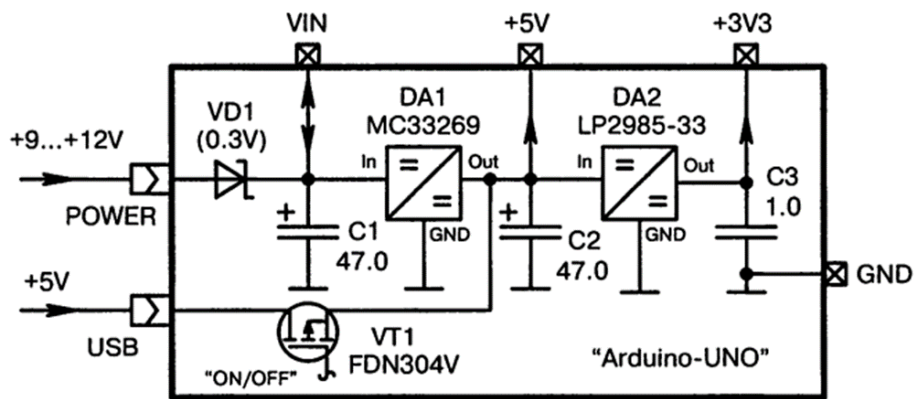 VIN
+5V
+3V3
VD1
(0.3V)
DA1
MC33269
DA2
LP2985-33
+9...+12V
In
Out
In
Out
POWER
+
C1
47.0
GND
+
C2
47.0
GND
C3
1.0
+5V
GND
USB
VT1
FDN304V
"ON/OFF"
"Arduino-UNO"